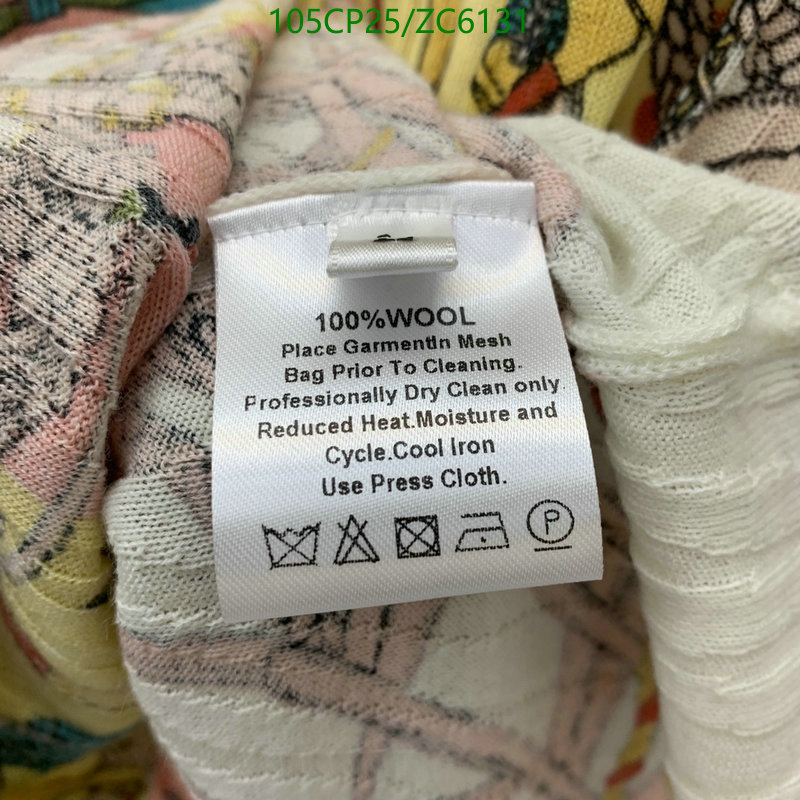 105CP25/ZC6131
100%WOOL
Place GarmentIn Mesh
Bag Prior To Cleaning.
Professionally Dry Clean only.
Reduced Heat.Moisture and
Cycle.Cool Iron
Use Press Cloth.
P